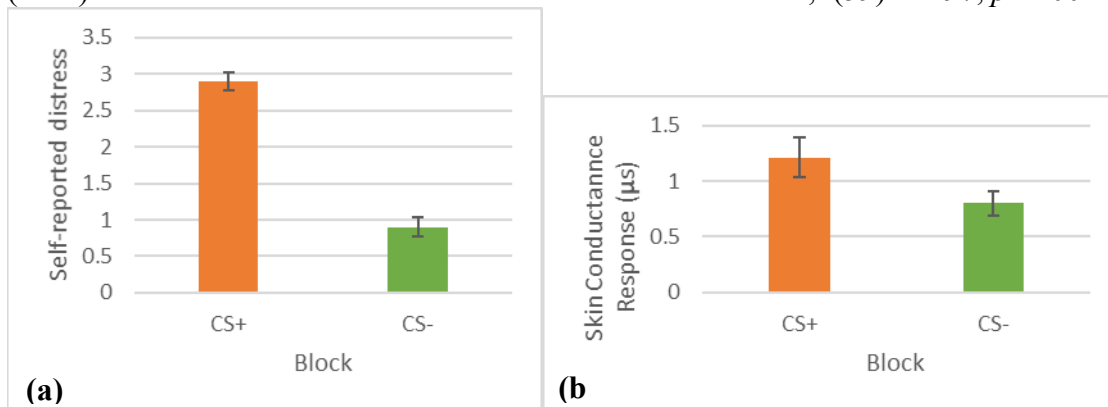 3.5
3
2.5
2
1.5
1
0.5
0
Self-reported distress
CS+ CS-
Block
(a)
1.5
1
0.5
0
Skin Conductannce
Response (µs)
CS+ CS-
Block
(b